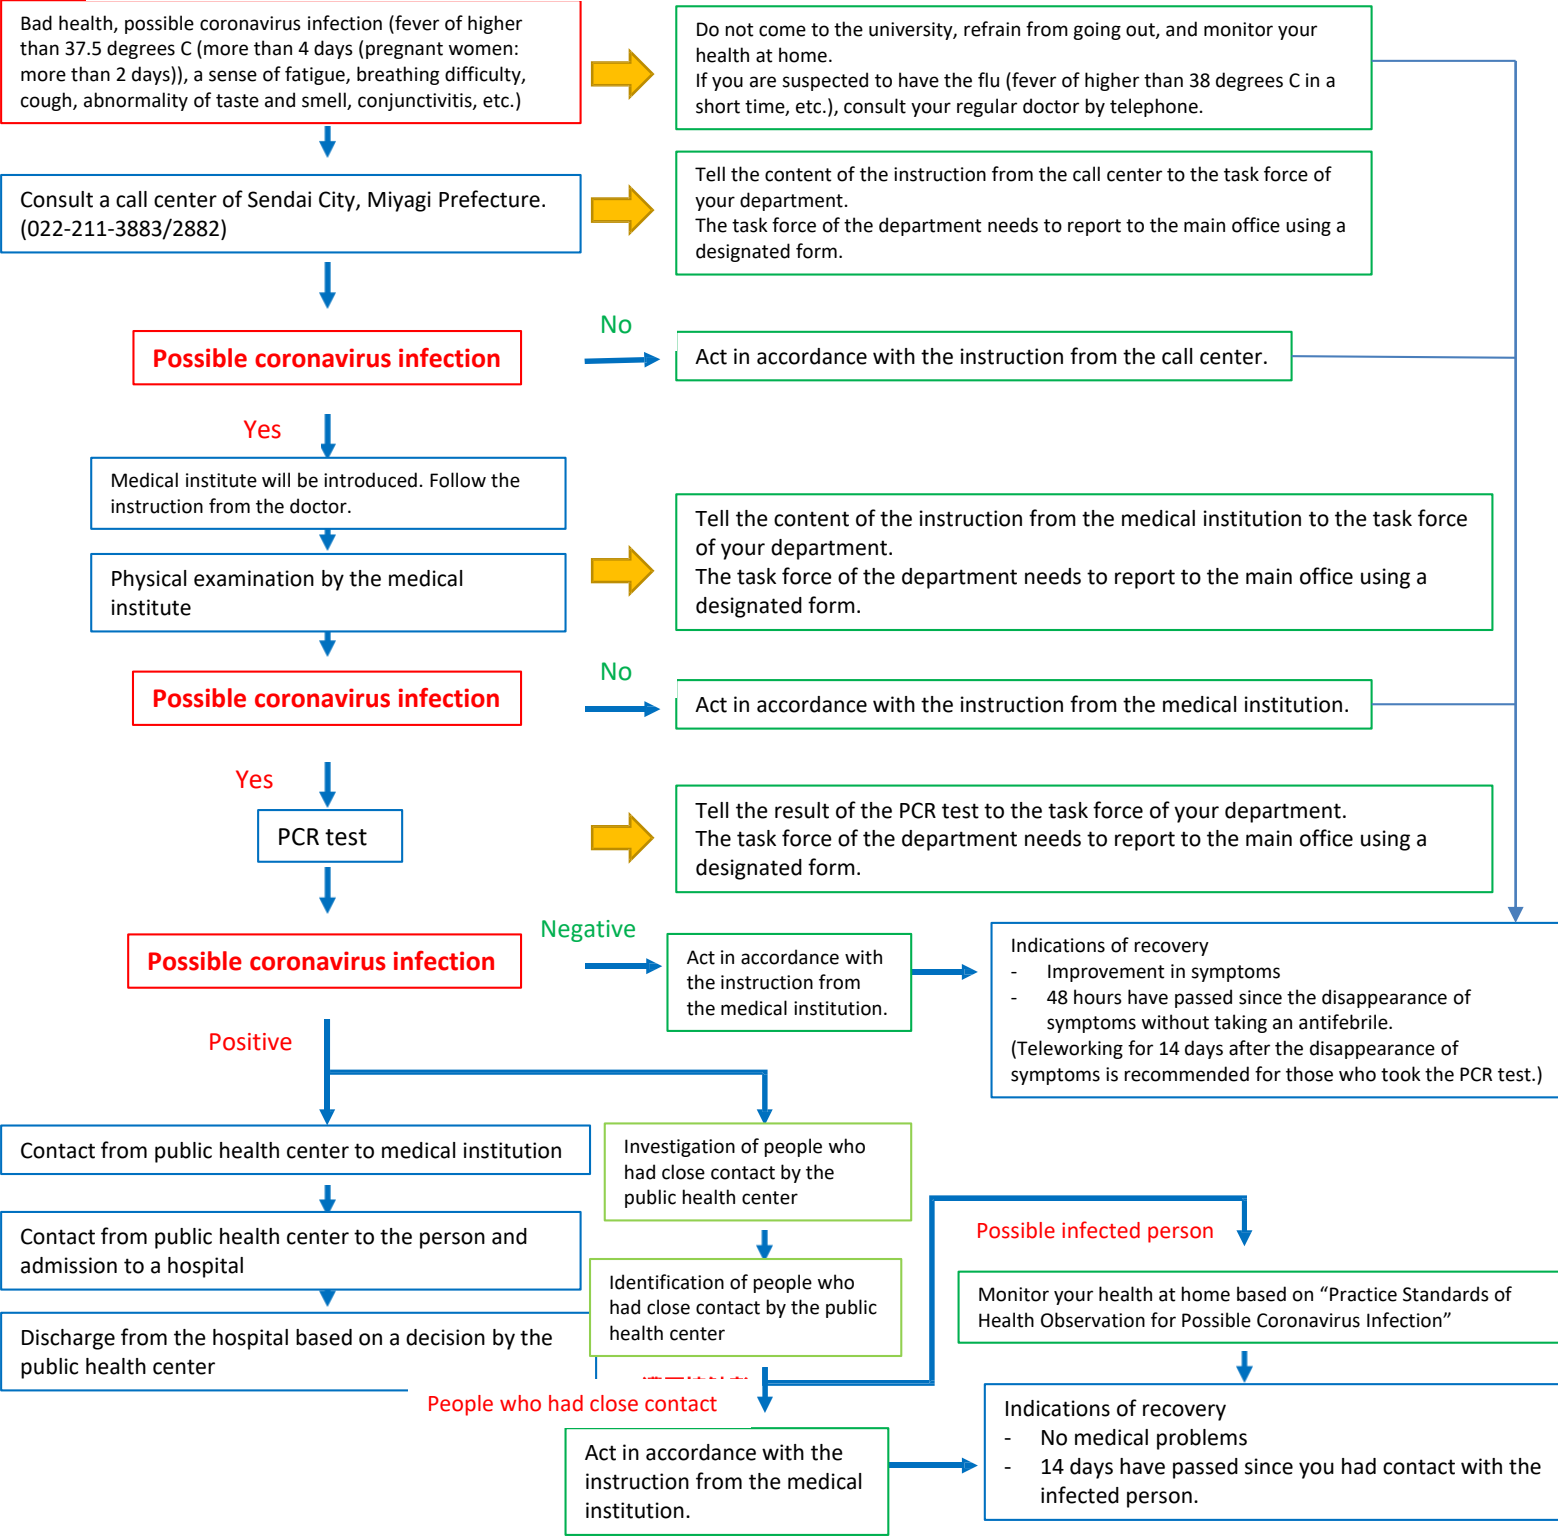 Bad health, possible coronavirus infection (fever of higher
than 37.5 degrees C (more than 4 days (pregnant women:
more than 2 days)), a sense of fatigue, breathing difficulty,
cough, abnormality of taste and smell, conjunctivitis, etc.)
Do not come to the university, refrain from going out, and monitor your
health at home.
If you are suspected to have the flu (fever of higher than 38 degrees C in a
short time, etc.), consult your regular doctor by telephone.
Consult a call center of Sendai City, Miyagi Prefecture.
(022-211-3883/2882)
Tell the content of the instruction from the call center to the task force of
your department.
The task force of the department needs to report to the main office using a
designated form.
Possible coronavirus infection
No
Act in accordance with the instruction from the call center.
Yes
Medical institute will be introduced. Follow the
instruction from the doctor.
Physical examination by the medical
institute
Tell the content of the instruction from the medical institution to the task force
of your department.
The task force of the department needs to report to the main office using a
designated form.
Possible coronavirus infection
No
Act in accordance with the instruction from the medical institution.
Yes
PCR test
Tell the result of the PCR test to the task force of your department.
The task force of the department needs to report to the main office using a
designated form.
Possible coronavirus infection
Negative
Act in accordance with
the instruction from
the medical institution.
Indications of recovery
- Improvement in symptoms
- 48 hours have passed since the disappearance of
symptoms without taking an antifebrile.
(Teleworking for 14 days after the disappearance of
symptoms is recommended for those who took the PCR test.)
Positive
Contact from public health center to medical institution
Contact from public health center to the person and
admission to a hospital
Discharge from the hospital based on a decision by the
public health center
Investigation of people who
had close contact by the
public health center
Identification of people who
had close contact by the public
health center
Possible infected person
Monitor your health at home based on “Practice Standards of
Health Observation for Possible Coronavirus Infection”
People who had close contact
Act in accordance with the
instruction from the medical
institution.
Indications of recovery
- No medical problems
- 14 days have passed since you had contact with the
infected person.